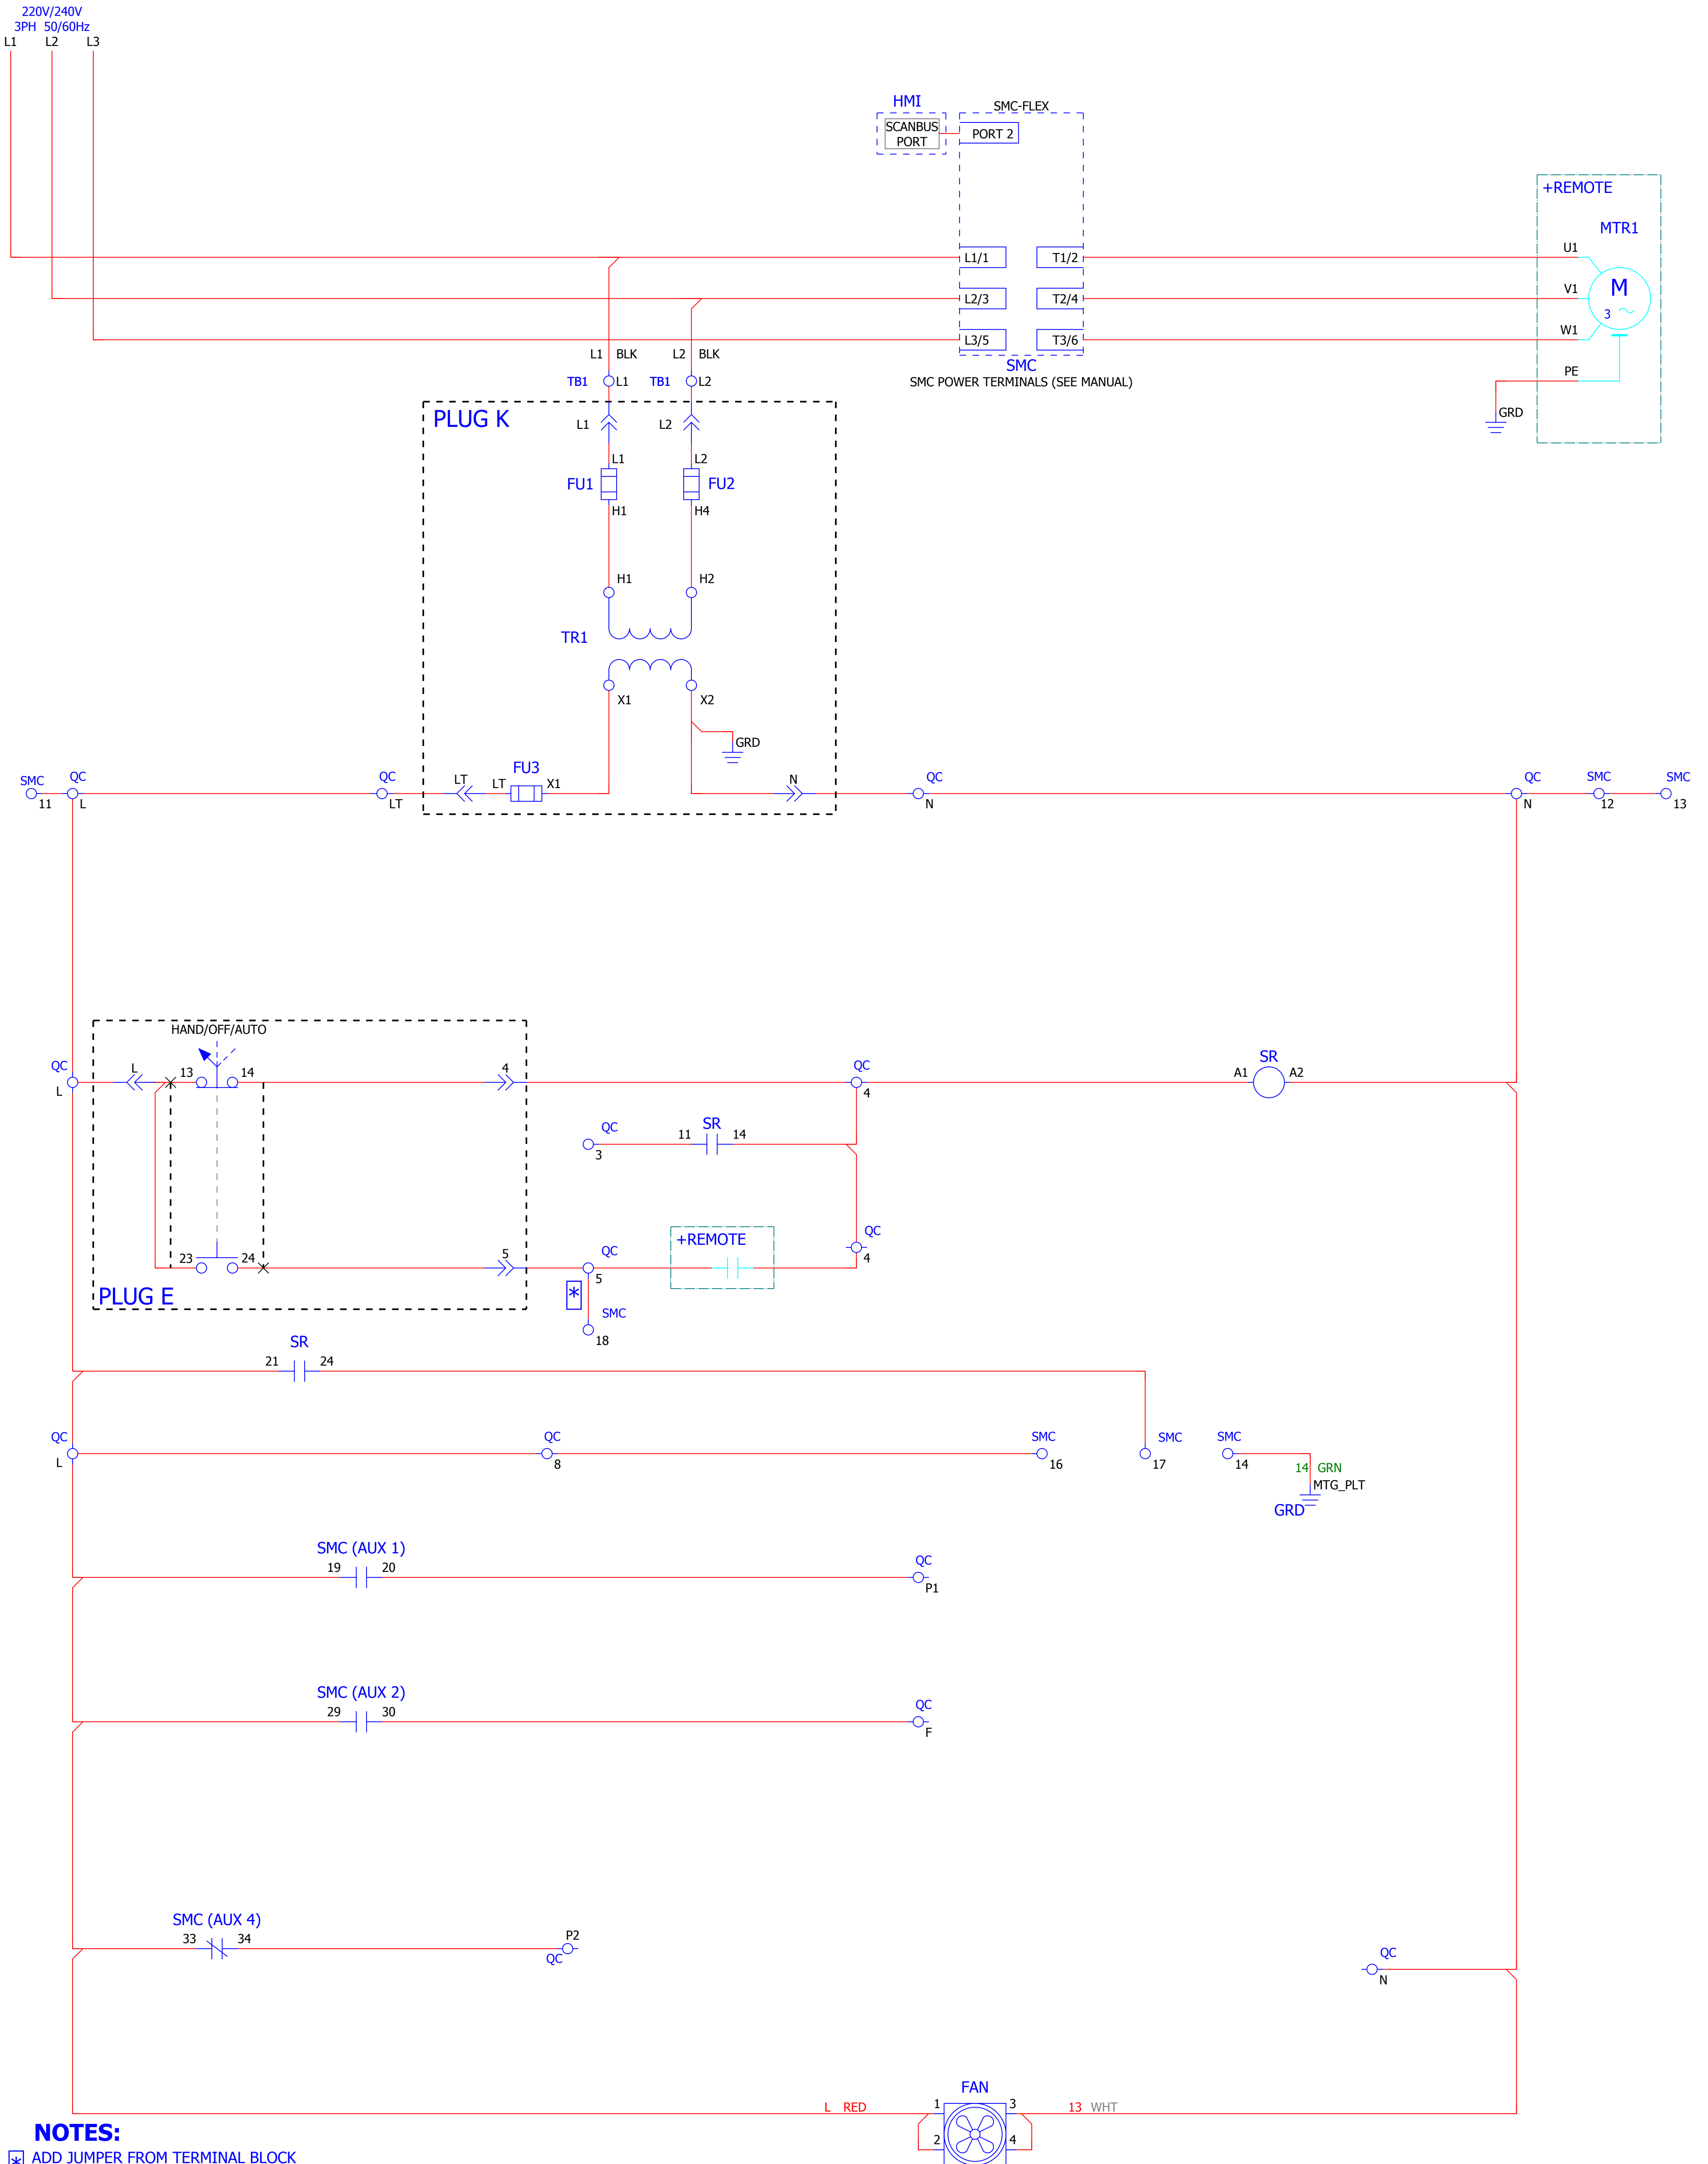 220V/240V
3PH 50/60Hz
L1 L2 L3
HMI
SCANBUS
PORT
SMC-FLEX
PORT 2
L1/1 T1/2
L2/3 T2/4
L3/5 T3/6
SMC
SMC POWER TERMINALS (SEE MANUAL)
+REMOTE
MTR1
U1
V1
W1
PE
M
3
GRD
L1 BLK L2 BLK
TB1 L1 TB1 L2
PLUG K
L1 L2
L1 L2
FU1 FU2
H1 H4
H1 H2
TR1
X1 X2
GRD
FU3
LT LT X1 N
SMC QC QC QC QC SMC SMC
11 L LT N N 12 13
HAND/OFF/AUTO
QC L 13 14 4 QC SR
L 4 A1 A2
QC 11 SR 14
3
+REMOTE
QC
4
23 24 5 QC
5
*
PLUG E
SMC
18
SR
21 24
QC QC SMC SMC SMC
L 8 16 17 14
14 GRN
MTG_PLT
GRD
SMC (AUX 1)
19 20 QC
P1
SMC (AUX 2)
29 30 QC
F
SMC (AUX 4)
33 34 P2
QC
QC
N
FAN
L RED 1 3 13 WHT
2 4
NOTES:
* ADD JUMPER FROM TERMINAL BLOCK